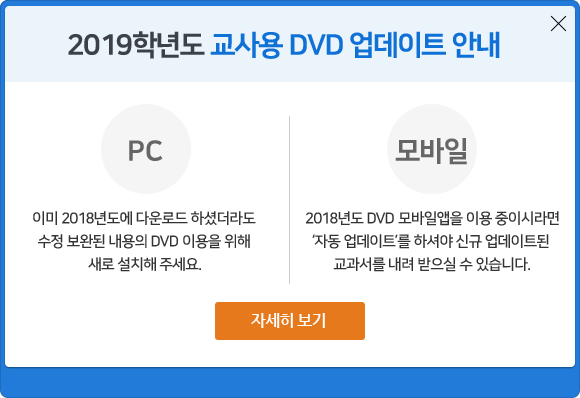 2019학년도 교사용 DVD 업데이트 안내
PC
이미 2018년도에 다운로드 하셨더라도
수정 보완된 내용의 DVD 이용을 위해
새로 설치해 주세요.
모바일
2018년도 DVD 모바일앱을 이용 중이시라면
‘자동 업데이트’를 하셔야 신규 업데이트된
교과서를 내려 받으실 수 있습니다.
자세히 보기